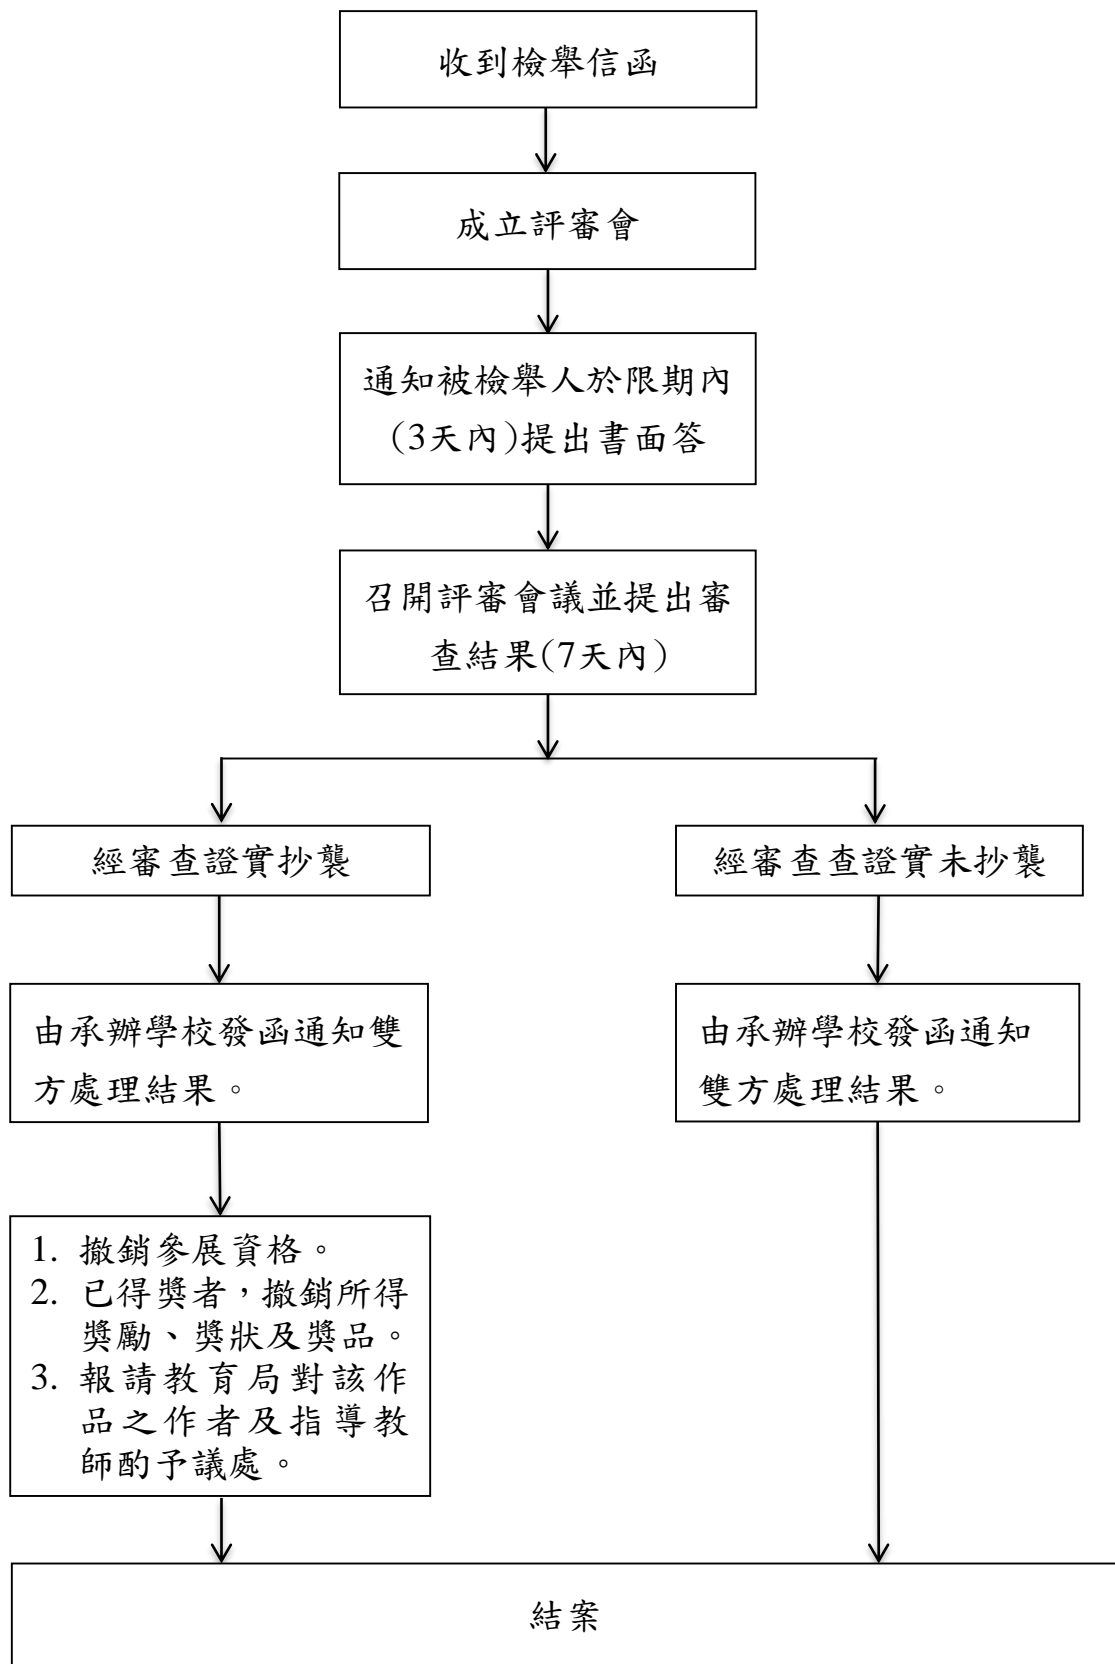 收到檢舉信函
成立評審會
通知被檢舉人於限期內
(3天內)提出書面答
召開評審會議並提出審
查結果(7天內)
經審查證實抄襲
經審查查證實未抄襲
由承辦學校發函通知雙
方處理結果。
由承辦學校發函通知
雙方處理結果。
1. 撤銷參展資格。
2. 已得獎者，撤銷所得
獎勵、獎狀及獎品。
3. 報請教育局對該作
品之作者及指導教
師酌予議處。
結案